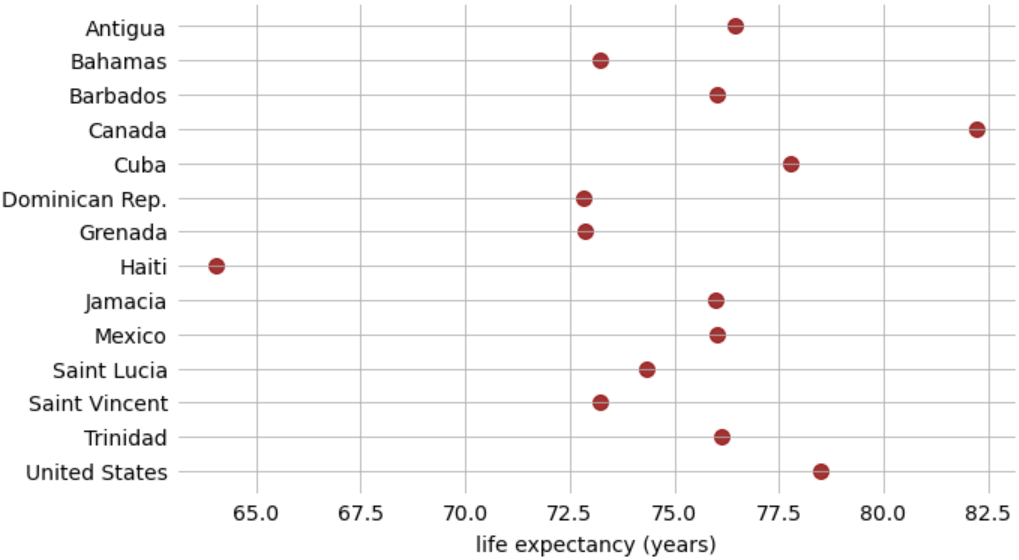 Antigua
Bahamas
Barbados
Canada
Cuba
Dominican Rep.
Grenada
Haiti
Jamacia
Mexico
Saint Lucia
Saint Vincent
Trinidad
United States
65.0 67.5 70.0 72.5 75.0 77.5 80.0 82.5
life expectancy (years)